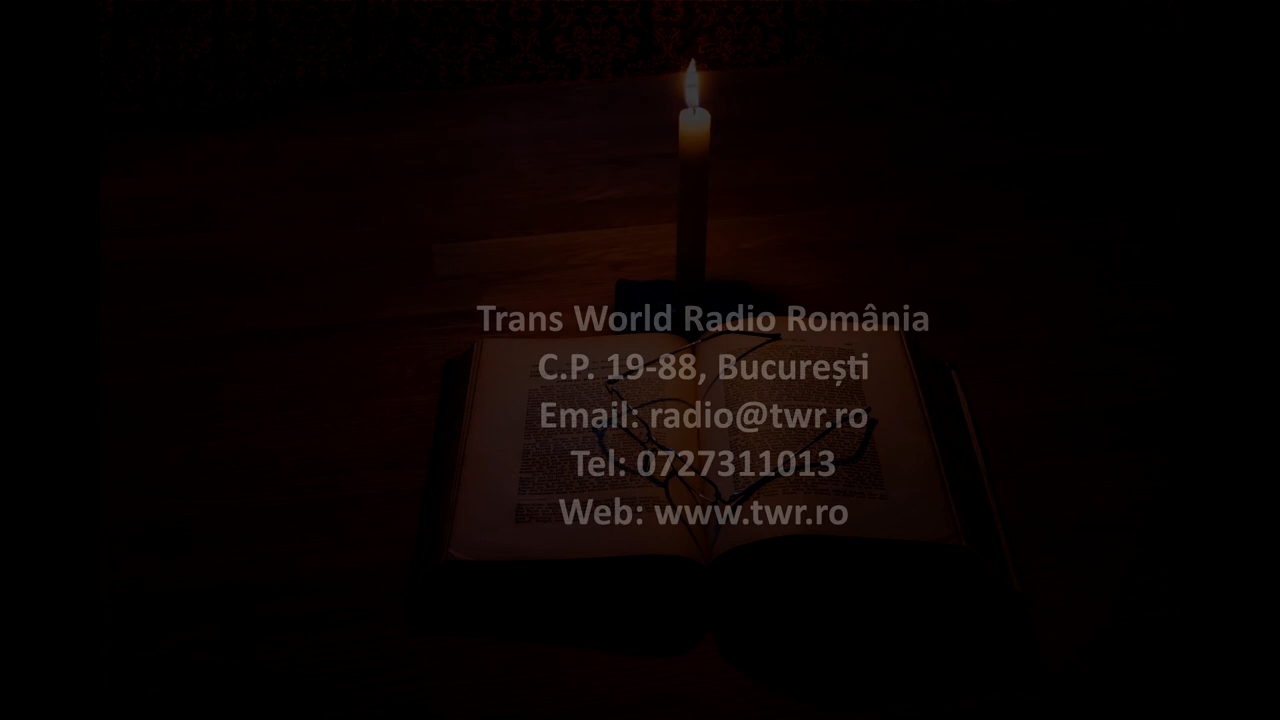 Trans World Radio România
C.P. 19-88, București
Email: radio@twr.ro
Tel: 0727311013
Web: www.twr.ro